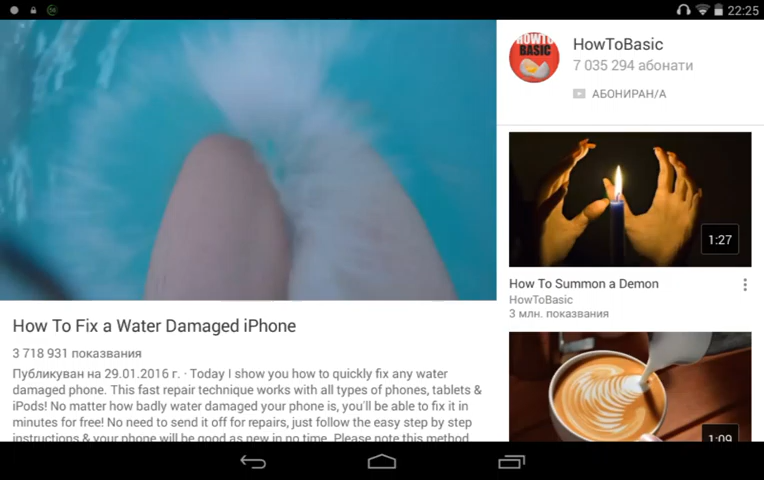 22:25
How To Fix a Water Damaged iPhone
3 718 931 показвания
Публикуван на 29.01.2016 г. · Today I show you how to quickly fix any water
damaged phone. This fast repair technique works with all types of phones, tablets &
iPods! No matter how badly water damaged your phone is, you'll be able to fix it in
minutes for free! No need to send it off for repairs, just follow the easy step by step
instructions & your phone will be good as new in no time. Please note this method
HOWTO
BASIC
HowToBasic
7 035 294 абонати
АБОНИРАН/А
1:27
How To Summon a Demon
HowToBasic
3 млн. показвания
1:09